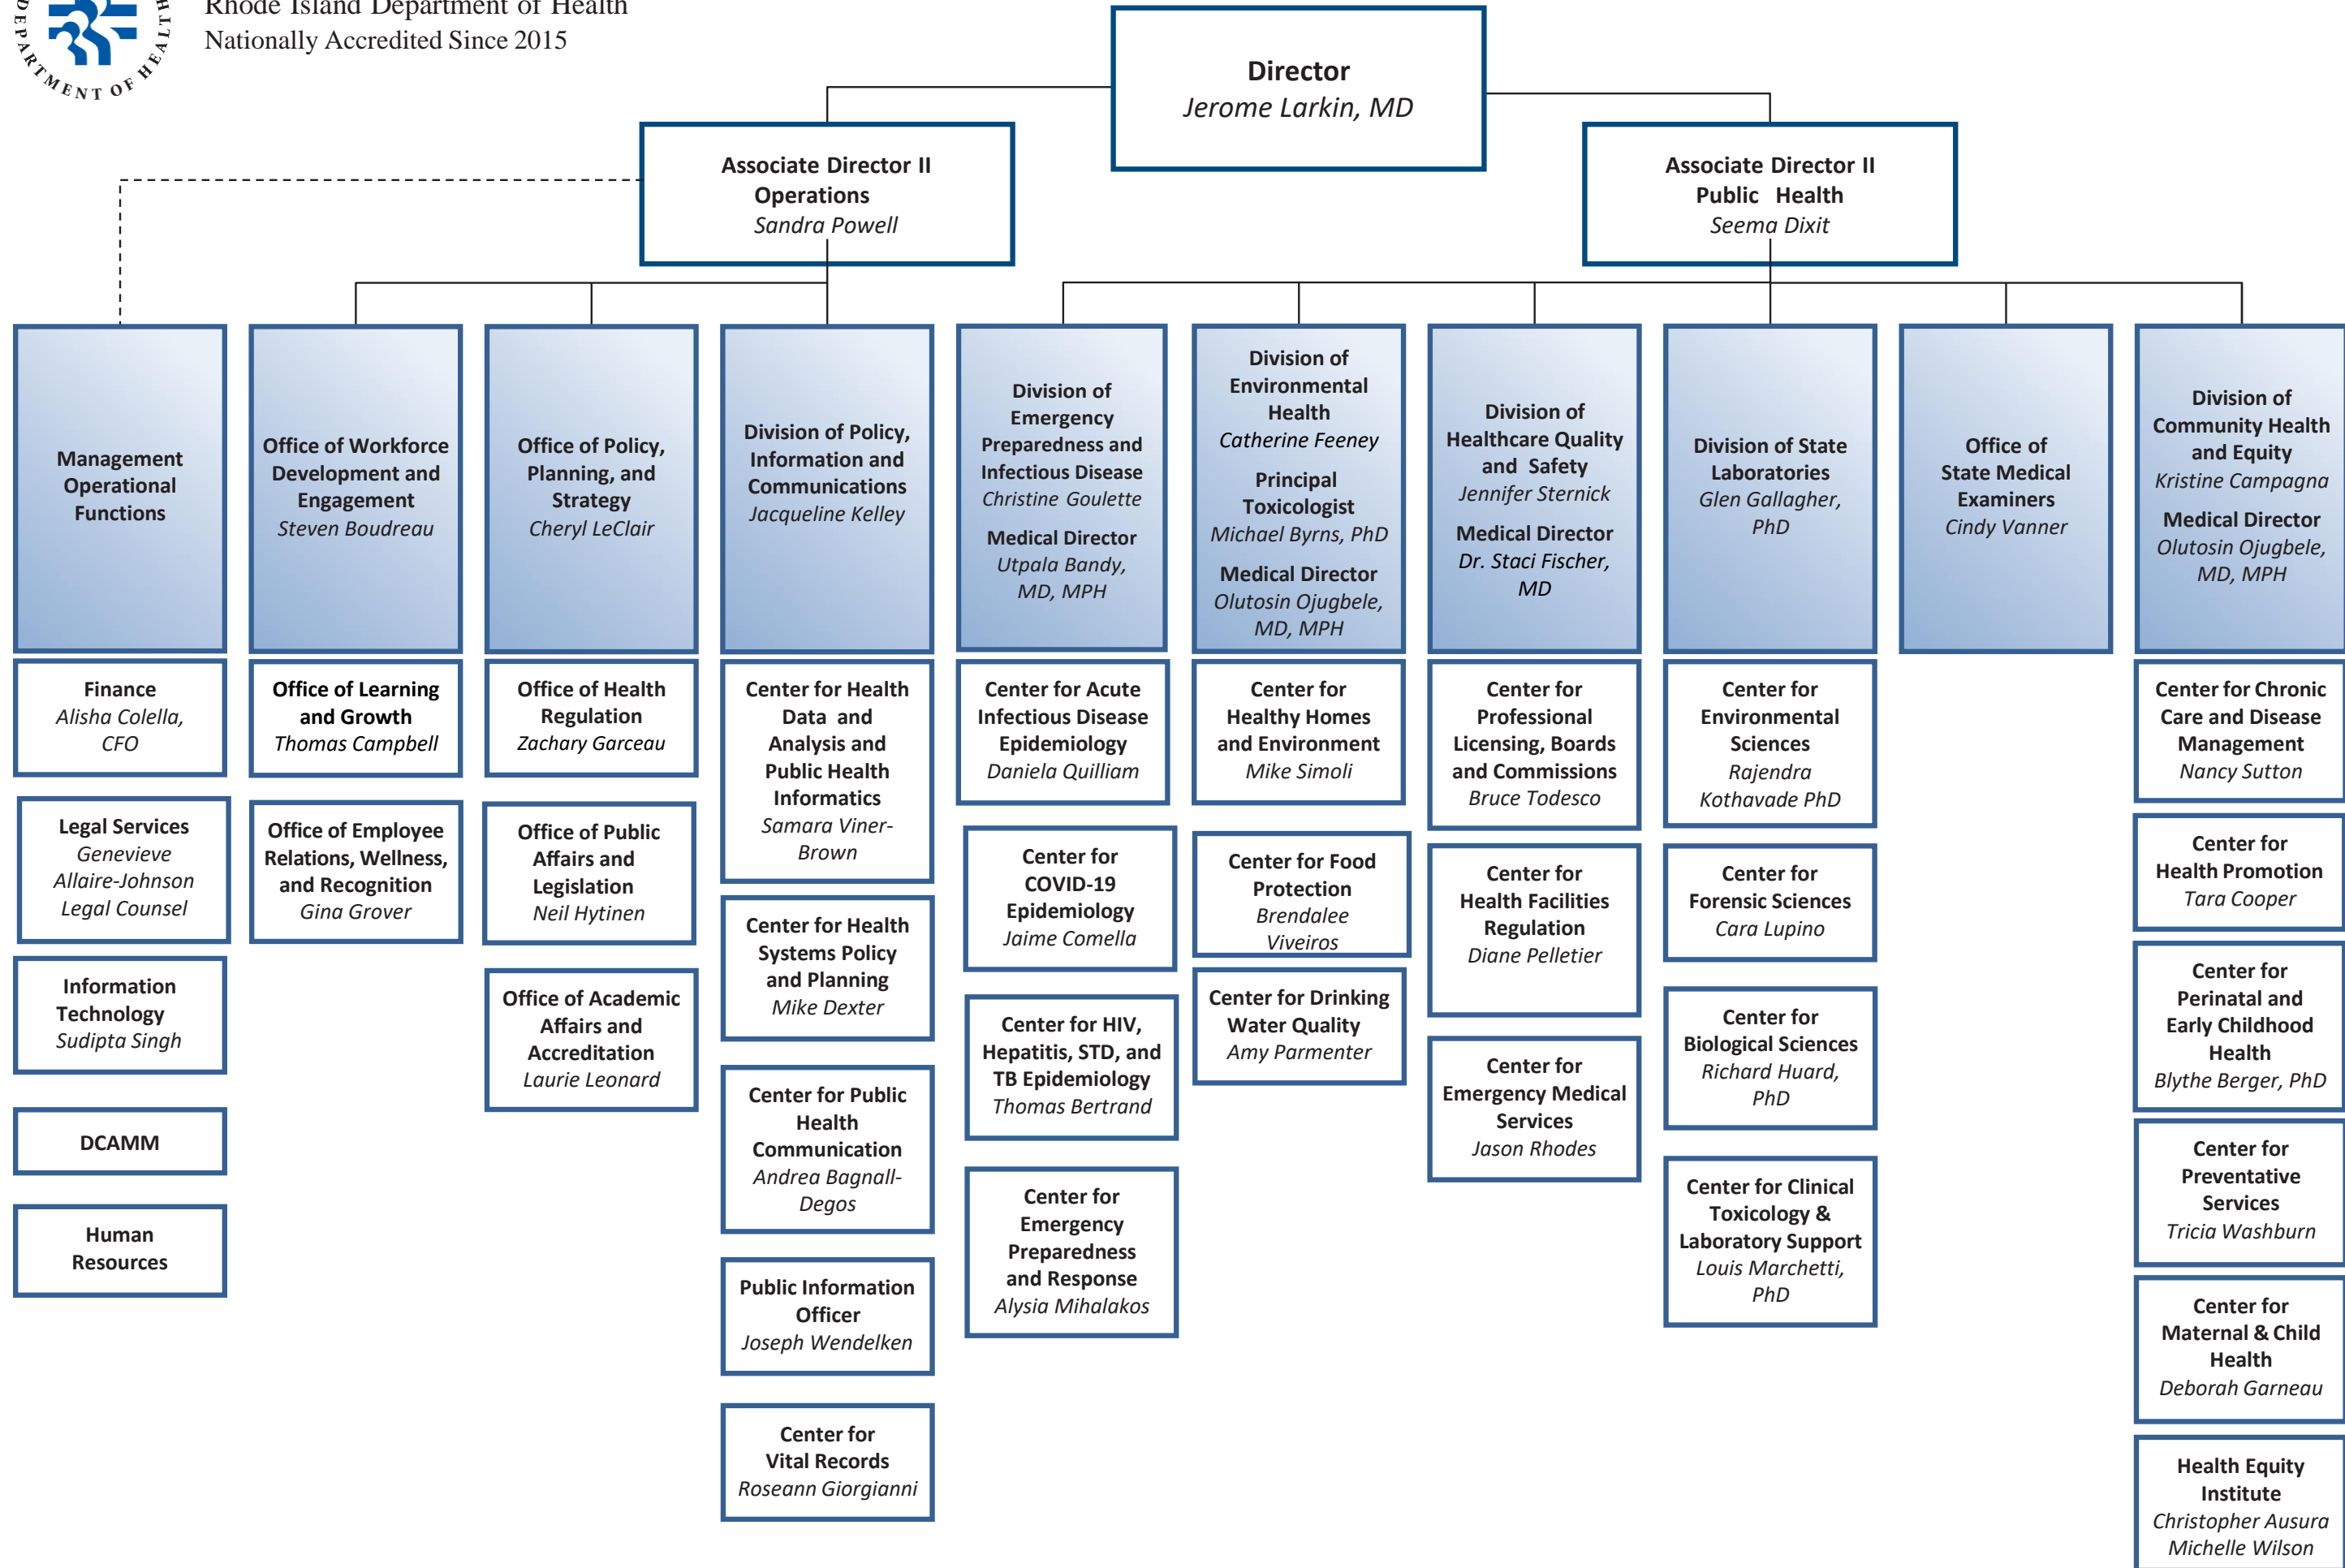 DEPARTMENT OF HEALTH
Rhode Island Department of Health
Nationally Accredited Since 2015
Director
Jerome Larkin, MD
Associate Director II
Operations
Sandra Powell
Associate Director II
Public Health
Seema Dixit
Management
Operational
Functions
Finance
Alisha Colella,
CFO
Legal Services
Genevieve
Allaire-Johnson
Legal Counsel
Information
Technology
Sudipta Singh
DCAMM
Human
Resources
Office of Workforce
Development and
Engagement
Steven Boudreau
Office of Learning
and Growth
Thomas Campbell
Office of Employee
Relations, Wellness,
and Recognition
Gina Grover
Office of Policy,
Planning, and
Strategy
Cheryl LeClair
Office of Health
Regulation
Zachary Garceau
Office of Public
Affairs and
Legislation
Neil Hytinen
Office of Academic
Affairs and
Accreditation
Laurie Leonard
Division of Policy,
Information and
Communications
Jacqueline Kelley
Center for Health
Data and
Analysis and
Public Health
Informatics
Samara Viner-
Brown
Center for Health
Systems Policy
and Planning
Mike Dexter
Center for Public
Health
Communication
Andrea Bagnall-
Degos
Public Information
Officer
Joseph Wendelken
Center for
Vital Records
Roseann Giorgianni
Division of
Emergency
Preparedness and
Infectious Disease
Christine Goulette
Medical Director
Utpala Bandy,
MD, MPH
Center for Acute
Infectious Disease
Epidemiology
Daniela Quilliam
Center for
COVID-19
Epidemiology
Jaime Comella
Center for HIV,
Hepatitis, STD, and
TB Epidemiology
Thomas Bertrand
Center for
Emergency
Preparedness
and Response
Alysia Mihalakos
Division of
Environmental
Health
Catherine Feeney
Principal
Toxicologist
Michael Byrns, PhD
Medical Director
Olutosin Ojugbele,
MD, MPH
Center for
Healthy Homes
and Environment
Mike Simoli
Center for Food
Protection
Brendalee
Viveiros
Center for Drinking
Water Quality
Amy Parmenter
Division of
Healthcare Quality
and Safety
Jennifer Sternick
Medical Director
Dr. Staci Fischer,
MD
Center for
Professional
Licensing, Boards
and Commissions
Bruce Todesco
Center for
Health Facilities
Regulation
Diane Pelletier
Center for
Emergency Medical
Services
Jason Rhodes
Division of State
Laboratories
Glen Gallagher,
PhD
Center for
Environmental
Sciences
Rajendra
Kothavade PhD
Center for
Forensic Sciences
Cara Lupino
Center for
Biological Sciences
Richard Huard,
PhD
Center for Clinical
Toxicology &
Laboratory Support
Louis Marchetti,
PhD
Office of
State Medical
Examiners
Cindy Vanner
Division of
Community Health
and Equity
Kristine Campagna
Medical Director
Olutosin Ojugbele,
MD, MPH
Center for Chronic
Care and Disease
Management
Nancy Sutton
Center for
Health Promotion
Tara Cooper
Center for
Perinatal and
Early Childhood
Health
Blythe Berger, PhD
Center for
Preventative
Services
Tricia Washburn
Center for
Maternal & Child
Health
Deborah Garneau
Health Equity
Institute
Christopher Ausura
Michelle Wilson